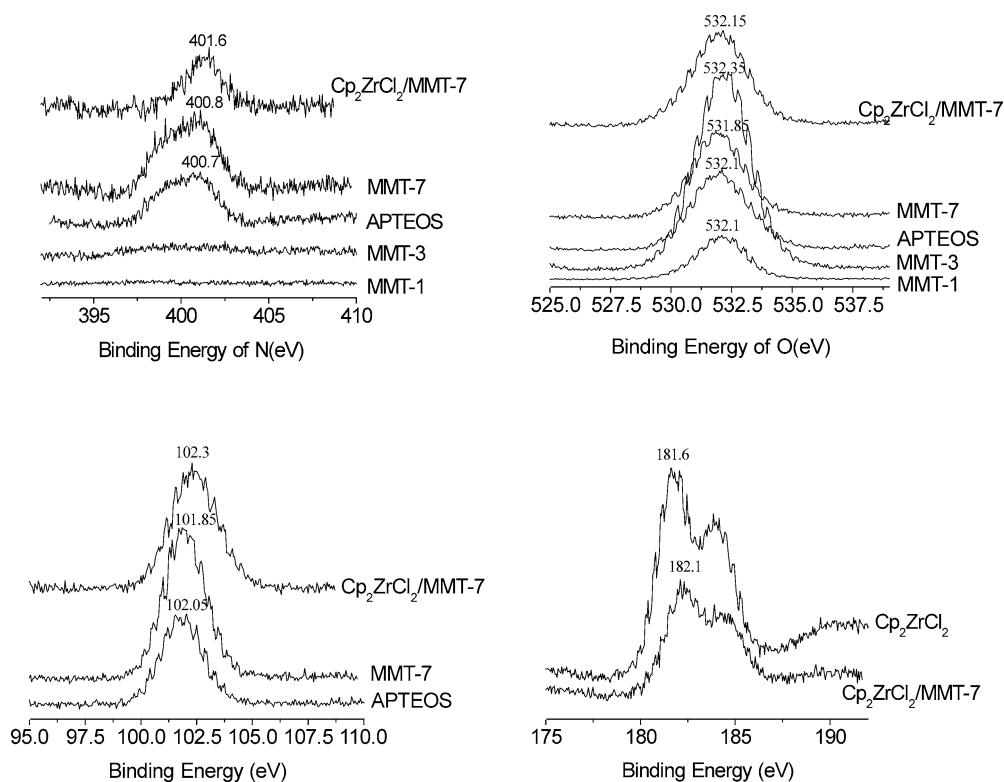 401.6
Cp2ZrCl2/MMT-7
400.8
MMT-7
400.7
APTEOS
MMT-3
MMT-1
395 400 405 410
Binding Energy of N(eV)
532.15
Cp2ZrCl2/MMT-7
532.35
531.85
MMT-7
532.1
APTEOS
MMT-3
532.1
MMT-1
525.0 527.5 530.0 532.5 535.0 537.5
Binding Energy of O(eV)
102.3
Cp2ZrCl2/MMT-7
101.85
MMT-7
102.05
APTEOS
95.0 97.5 100.0 102.5 105.0 107.5 110.0
Binding Energy (eV)
181.6
Cp2ZrCl2
182.1
Cp2ZrCl2/MMT-7
175 180 185 190
Binding Energy (eV)